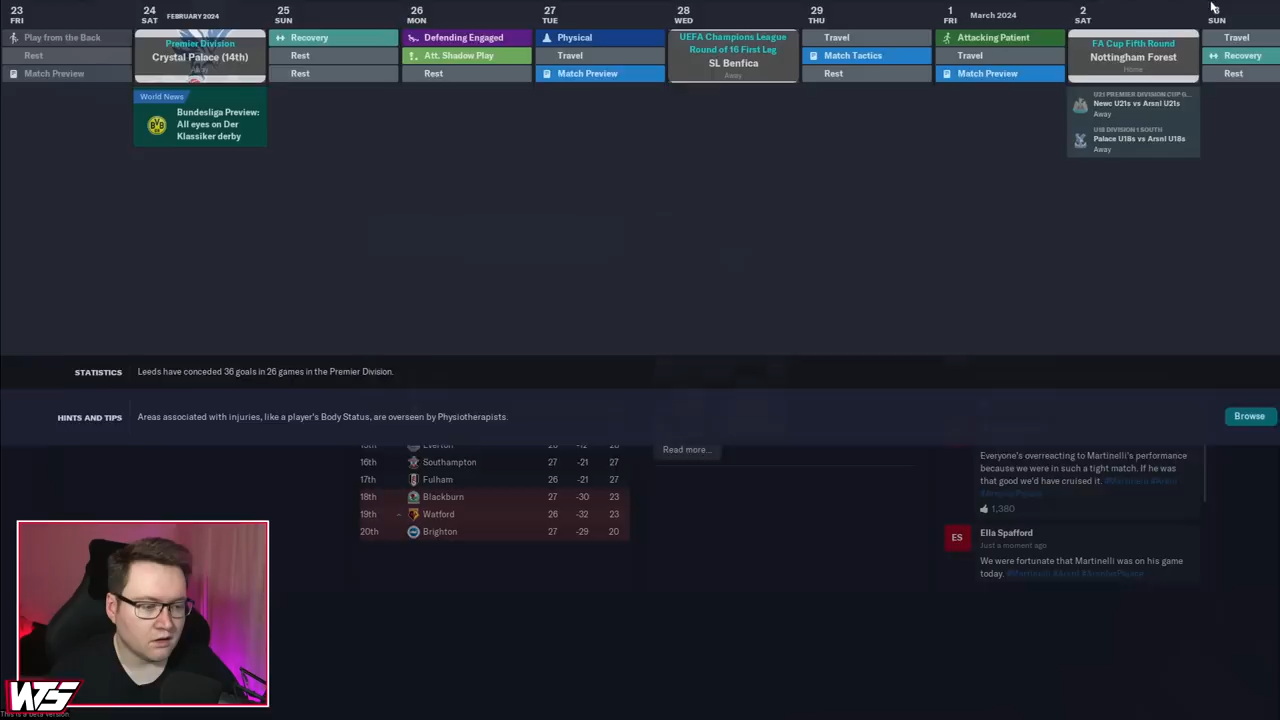 23
FRI
24
SAT
FEBRUARY 2024
25
SUN
26
MON
27
TUE
28
WED
29
THU
1
FRI
March 2024
2
SAT
3
SUN
Play from the Back
Rest
Match Preview
Premier Division
Crystal Palace (14th)
World News
Bundesliga Preview:
All eyes on Der
Klassiker derby
Recovery
Rest
Rest
Defending Engaged
Att. Shadow Play
Rest
Physical
Travel
Match Preview
UEFA Champions League
Round of 16 First Leg
SL Benfica
Away
Travel
Match Tactics
Rest
Attacking Patient
Travel
Match Preview
FA Cup Fifth Round
Nottingham Forest
Home
U21 PREMIER DIVISION CUP G...
Newc U21s vs Arsnl U21s
Away
U18 DIVISION 1 SOUTH
Palace U18s vs Arsnl U18s
Away
Travel
Recovery
Rest
STATISTICS
Leeds have conceded 36 goals in 26 games in the Premier Division.
HINTS AND TIPS
Areas associated with injuries, like a player's Body Status, are overseen by Physiotherapists.
Browse
16th Southampton 27 -21 27
17th Fulham 26 -21 27
18th Blackburn 27 -30 23
19th Watford 26 -32 23
20th Brighton 27 -29 20
Read more...
Everyone's overreacting to Martinelli's performance
because we were in such a tight match. If he was
that good we'd have cruised it. #Martinelli #Arsnl
1,380
ES
Ella Spafford
Just a moment ago
We were fortunate that Martinelli was on his game
today. #Martinelli #Arsnl #ArsnlvPalace
WTS
This is a beta version